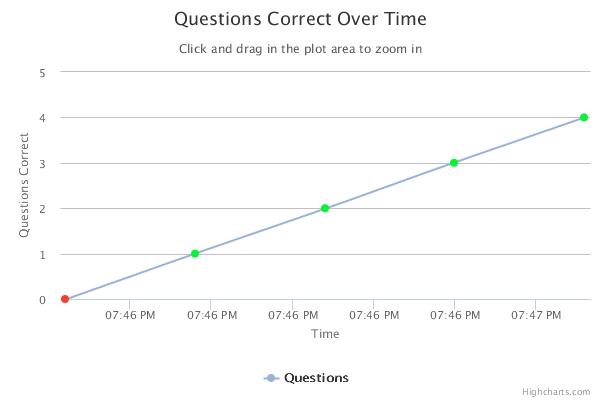 Questions Correct Over Time
Click and drag in the plot area to zoom in
5
4
3
2
1
0
Questions Correct
07:46 PM 07:46 PM 07:46 PM 07:46 PM 07:46 PM 07:47 PM
Time
Questions
Highcharts.com